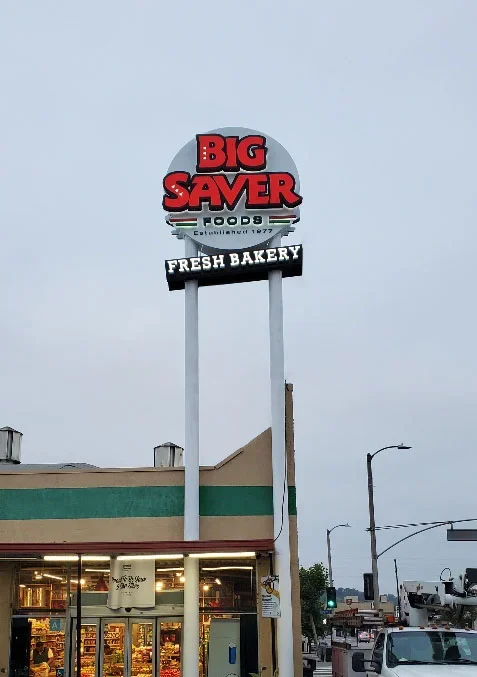 BIG
SAVER
FOODS
Established 1977
FRESH BAKERY